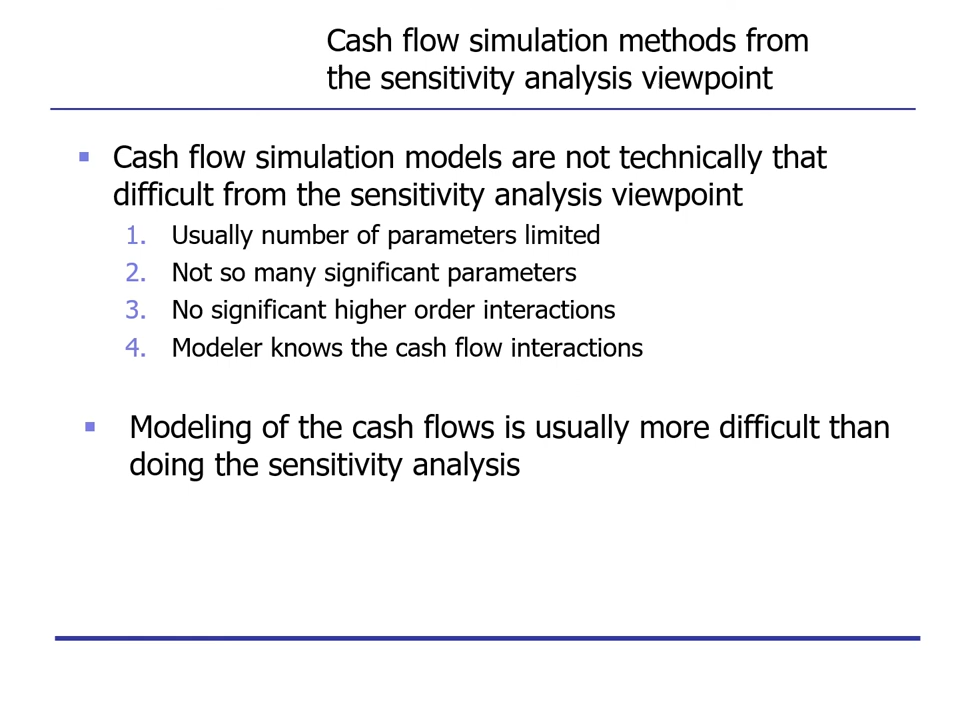 Cash flow simulation methods from
the sensitivity analysis viewpoint
▪ Cash flow simulation models are not technically that
difficult from the sensitivity analysis viewpoint
1. Usually number of parameters limited
2. Not so many significant parameters
3. No significant higher order interactions
4. Modeler knows the cash flow interactions
▪ Modeling of the cash flows is usually more difficult than
doing the sensitivity analysis